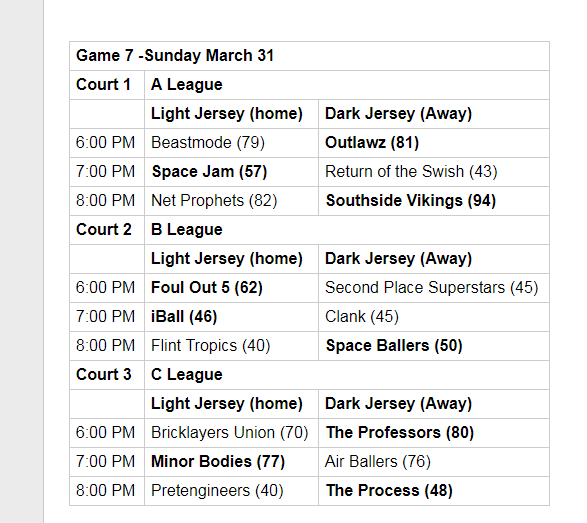 Game 7 -Sunday March 31
Court 1 A League
Light Jersey (home) Dark Jersey (Away)
6:00 PM Beastmode (79) Outlawz (81)
7:00 PM Space Jam (57) Return of the Swish (43)
8:00 PM Net Prophets (82) Southside Vikings (94)
Court 2 B League
Light Jersey (home) Dark Jersey (Away)
6:00 PM Foul Out 5 (62) Second Place Superstars (45)
7:00 PM iBall (46) Clank (45)
8:00 PM Flint Tropics (40) Space Ballers (50)
Court 3 C League
Light Jersey (home) Dark Jersey (Away)
6:00 PM Bricklayers Union (70) The Professors (80)
7:00 PM Minor Bodies (77) Air Ballers (76)
8:00 PM Pretengineers (40) The Process (48)